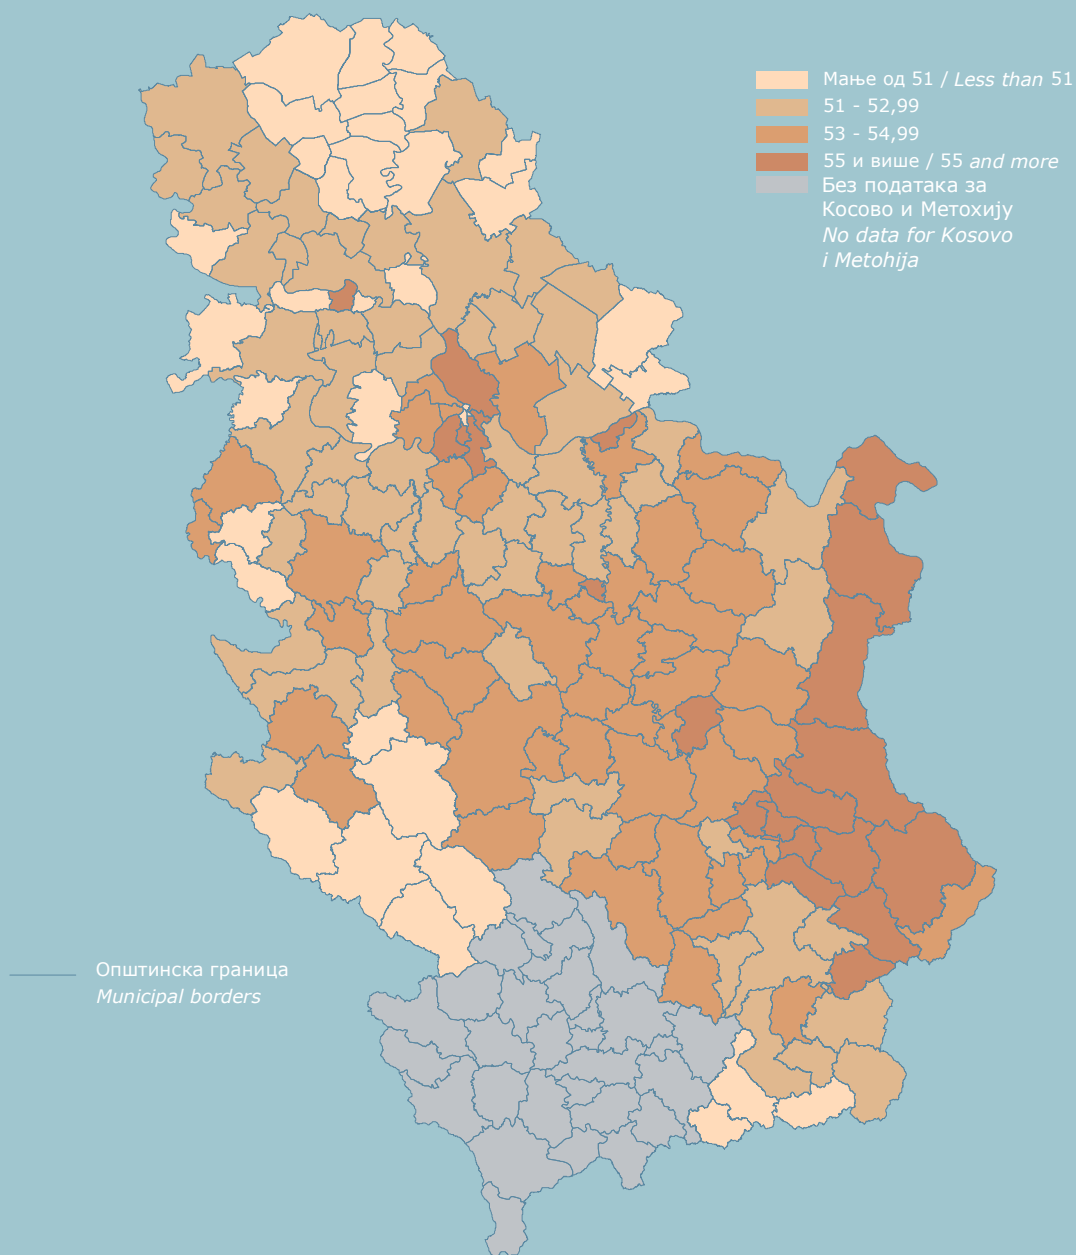 Мање од 51 / Less than 51
51 - 52,99
53 - 54,99
55 и више / 55 and more
Без података за
Косово и Метохију
No data for Kosovo
i Metohija
Општинска граница
Municipal borders